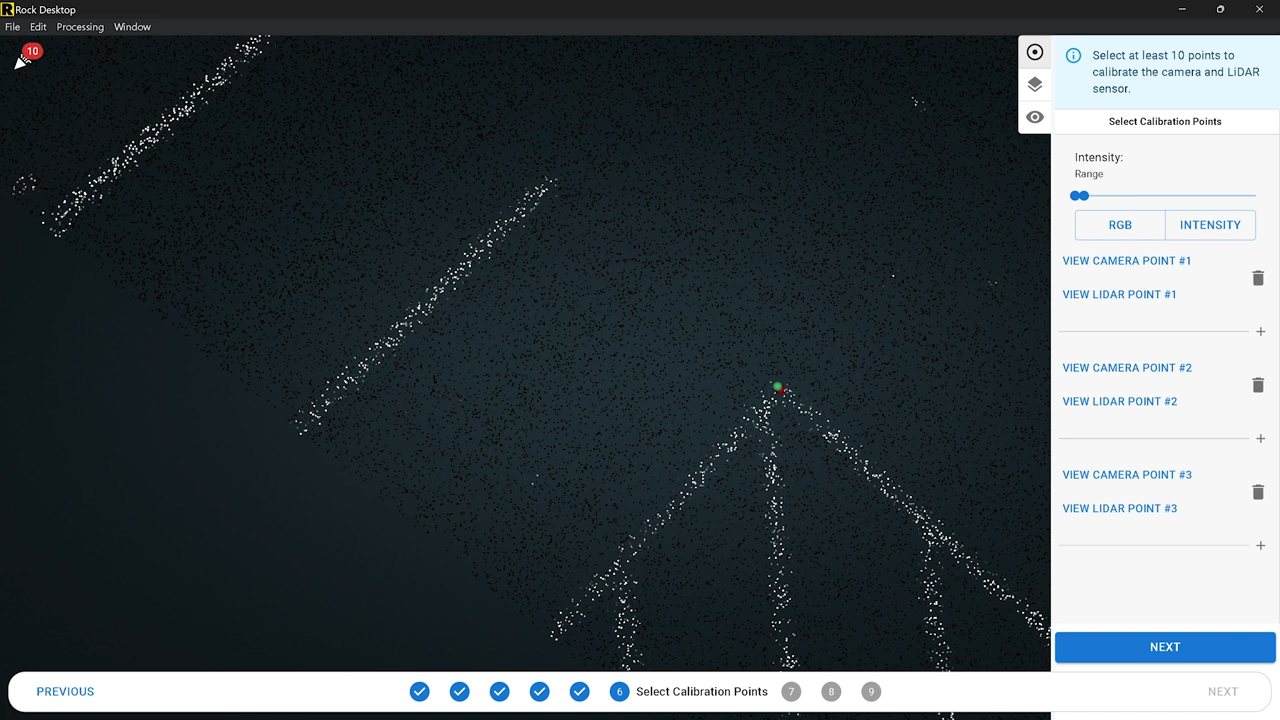 R Rock Desktop
File Edit Processing Window
10
Select at least 10 points to
calibrate the camera and LiDAR
sensor.
Select Calibration Points
Intensity:
Range
RGB INTENSITY
VIEW CAMERA POINT #1
VIEW LIDAR POINT #1
VIEW CAMERA POINT #2
VIEW LIDAR POINT #2
VIEW CAMERA POINT #3
VIEW LIDAR POINT #3
NEXT
PREVIOUS 6 Select Calibration Points 7 8 9 NEXT